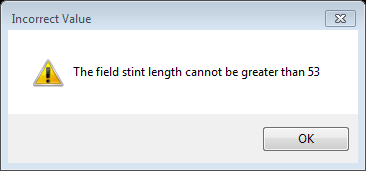 Incorrect Value
The field stint length cannot be greater than 53
OK